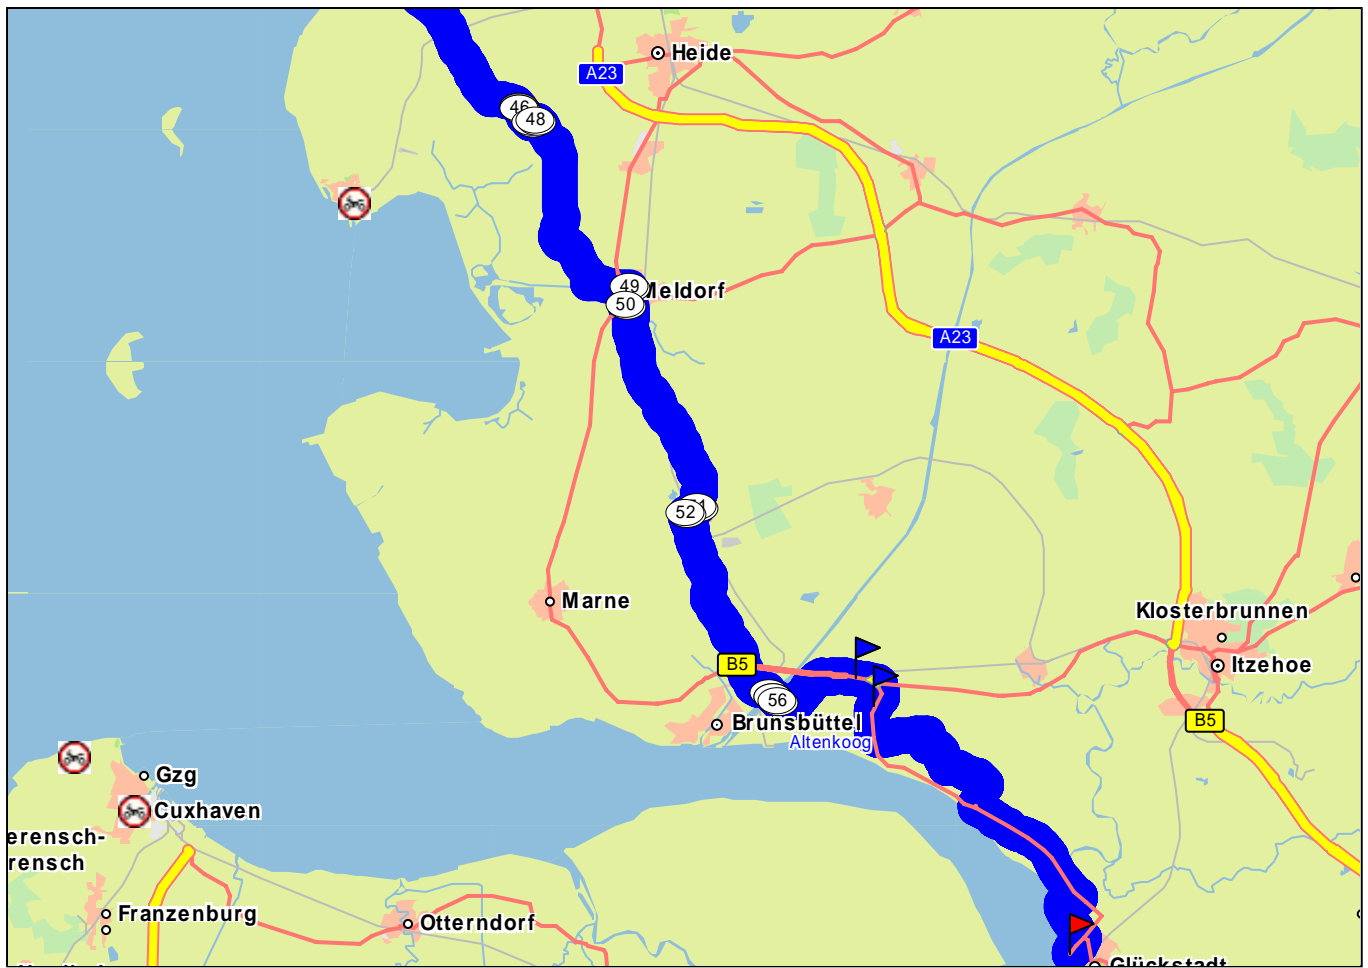 Heide
A23
46
48
49
Meldorf
50
A23
52
Marne
Klosterbrunnen
B5
Itzehoe
56
B5
Brunsbüttel
Altenkoog
Gzg
Cuxhaven
erensch-
rensch
Franzenburg
Otterndorf
Glückstadt